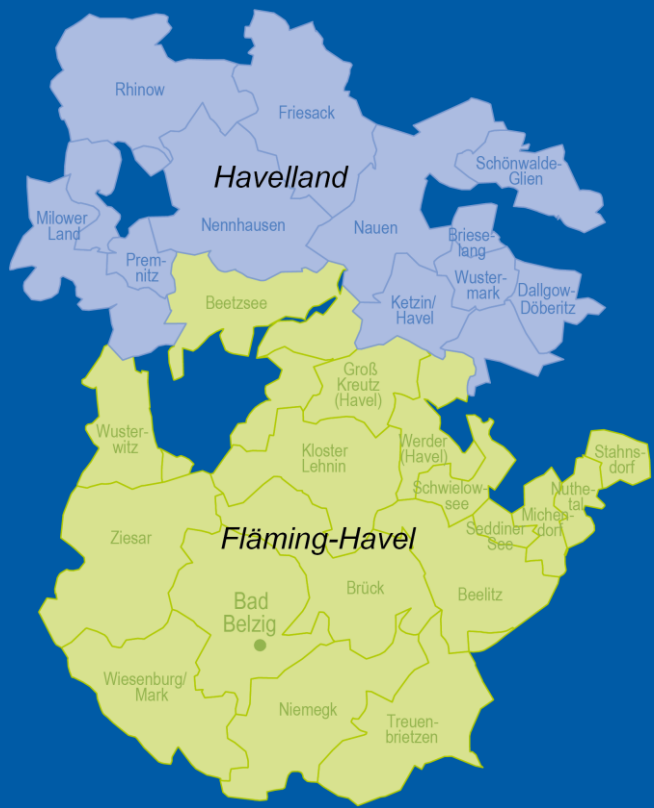 Rhinow
Friesack
Schönwalde-
Glien
Havelland
Milower
Land
Nennhausen
Nauen
Briese-
lang
Prem-
nitz
Wuster-
mark
Dallgow-
Döberitz
Beetzsee
Ketzin/
Havel
Groß
Kreutz
(Havel)
Wuster-
witz
Kloster
Lehnin
Werder
(Havel)
Stahns-
dorf
Schwielow-
see
Nuthe-
tal
Michen-
dorf
Seddiner
See
Ziesar
Fläming-Havel
Brück
Beelitz
Bad
Belzig
Wiesenburg/
Mark
Niemegk
Treuen-
brietzen